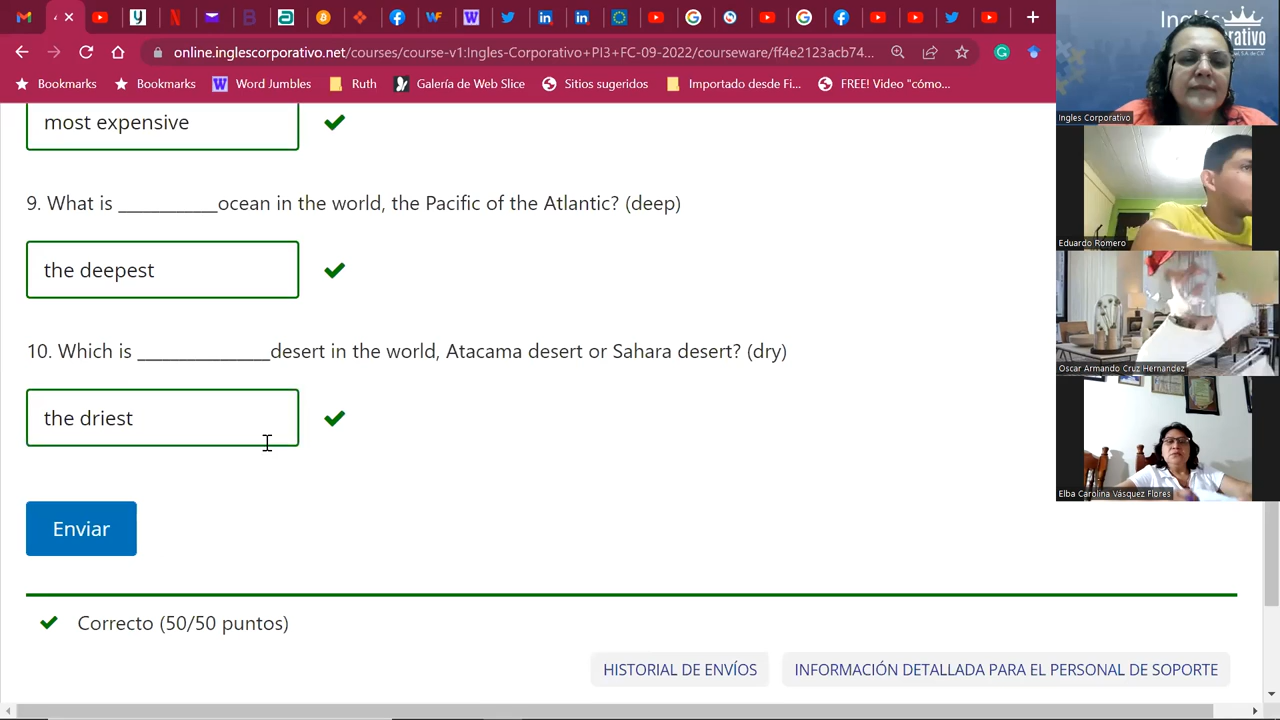 Inglés
online.inglescorporativo.net/courses/course-v1:Ingles-Corporativo+PI3+FC-09-2022/courseware/ff4e2123acb74...
Bookmarks
Bookmarks
Word Jumbles
Ruth
Galería de Web Slice
Sitios sugeridos
Importado desde Fi...
FREE! Video "cómo...
Ingles Corporativo
most expensive
9. What is ___________ocean in the world, the Pacific of the Atlantic? (deep)
Eduardo Romero
the deepest
10. Which is _______________desert in the world, Atacama desert or Sahara desert? (dry)
Oscar Armando Cruz Hernandez
the driest
Elba Carolina Vásquez Flores
Enviar
Correcto (50/50 puntos)
HISTORIAL DE ENVÍOS
INFORMACIÓN DETALLADA PARA EL PERSONAL DE SOPORTE